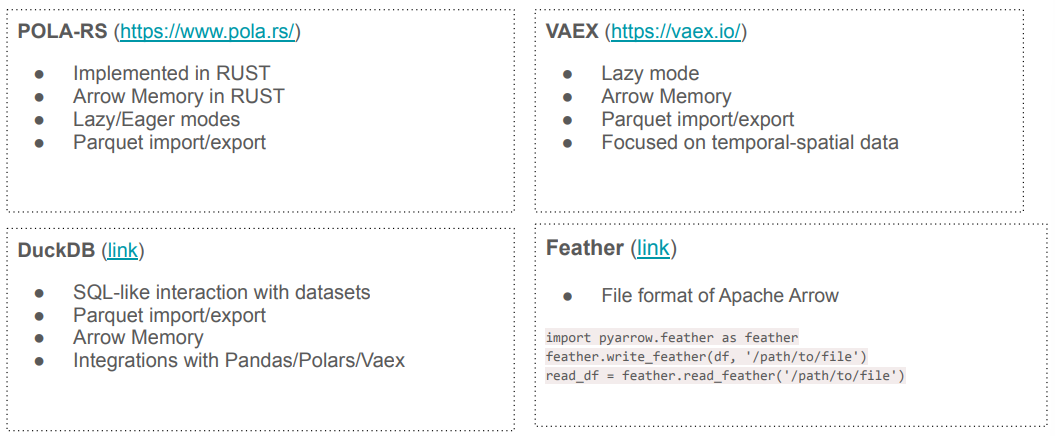 POLA-RS (https://www.pola.rs/)
● Implemented in RUST
● Arrow Memory in RUST
● Lazy/Eager modes
● Parquet import/export
VAEX (https://vaex.io/)
● Lazy mode
● Arrow Memory
● Parquet import/export
● Focused on temporal-spatial data
DuckDB (link)
● SQL-like interaction with datasets
● Parquet import/export
● Arrow Memory
● Integrations with Pandas/Polars/Vaex
Feather (link)
● File format of Apache Arrow
import pyarrow.feather as feather
feather.write_feather(df, '/path/to/file')
read_df = feather.read_feather('/path/to/file')